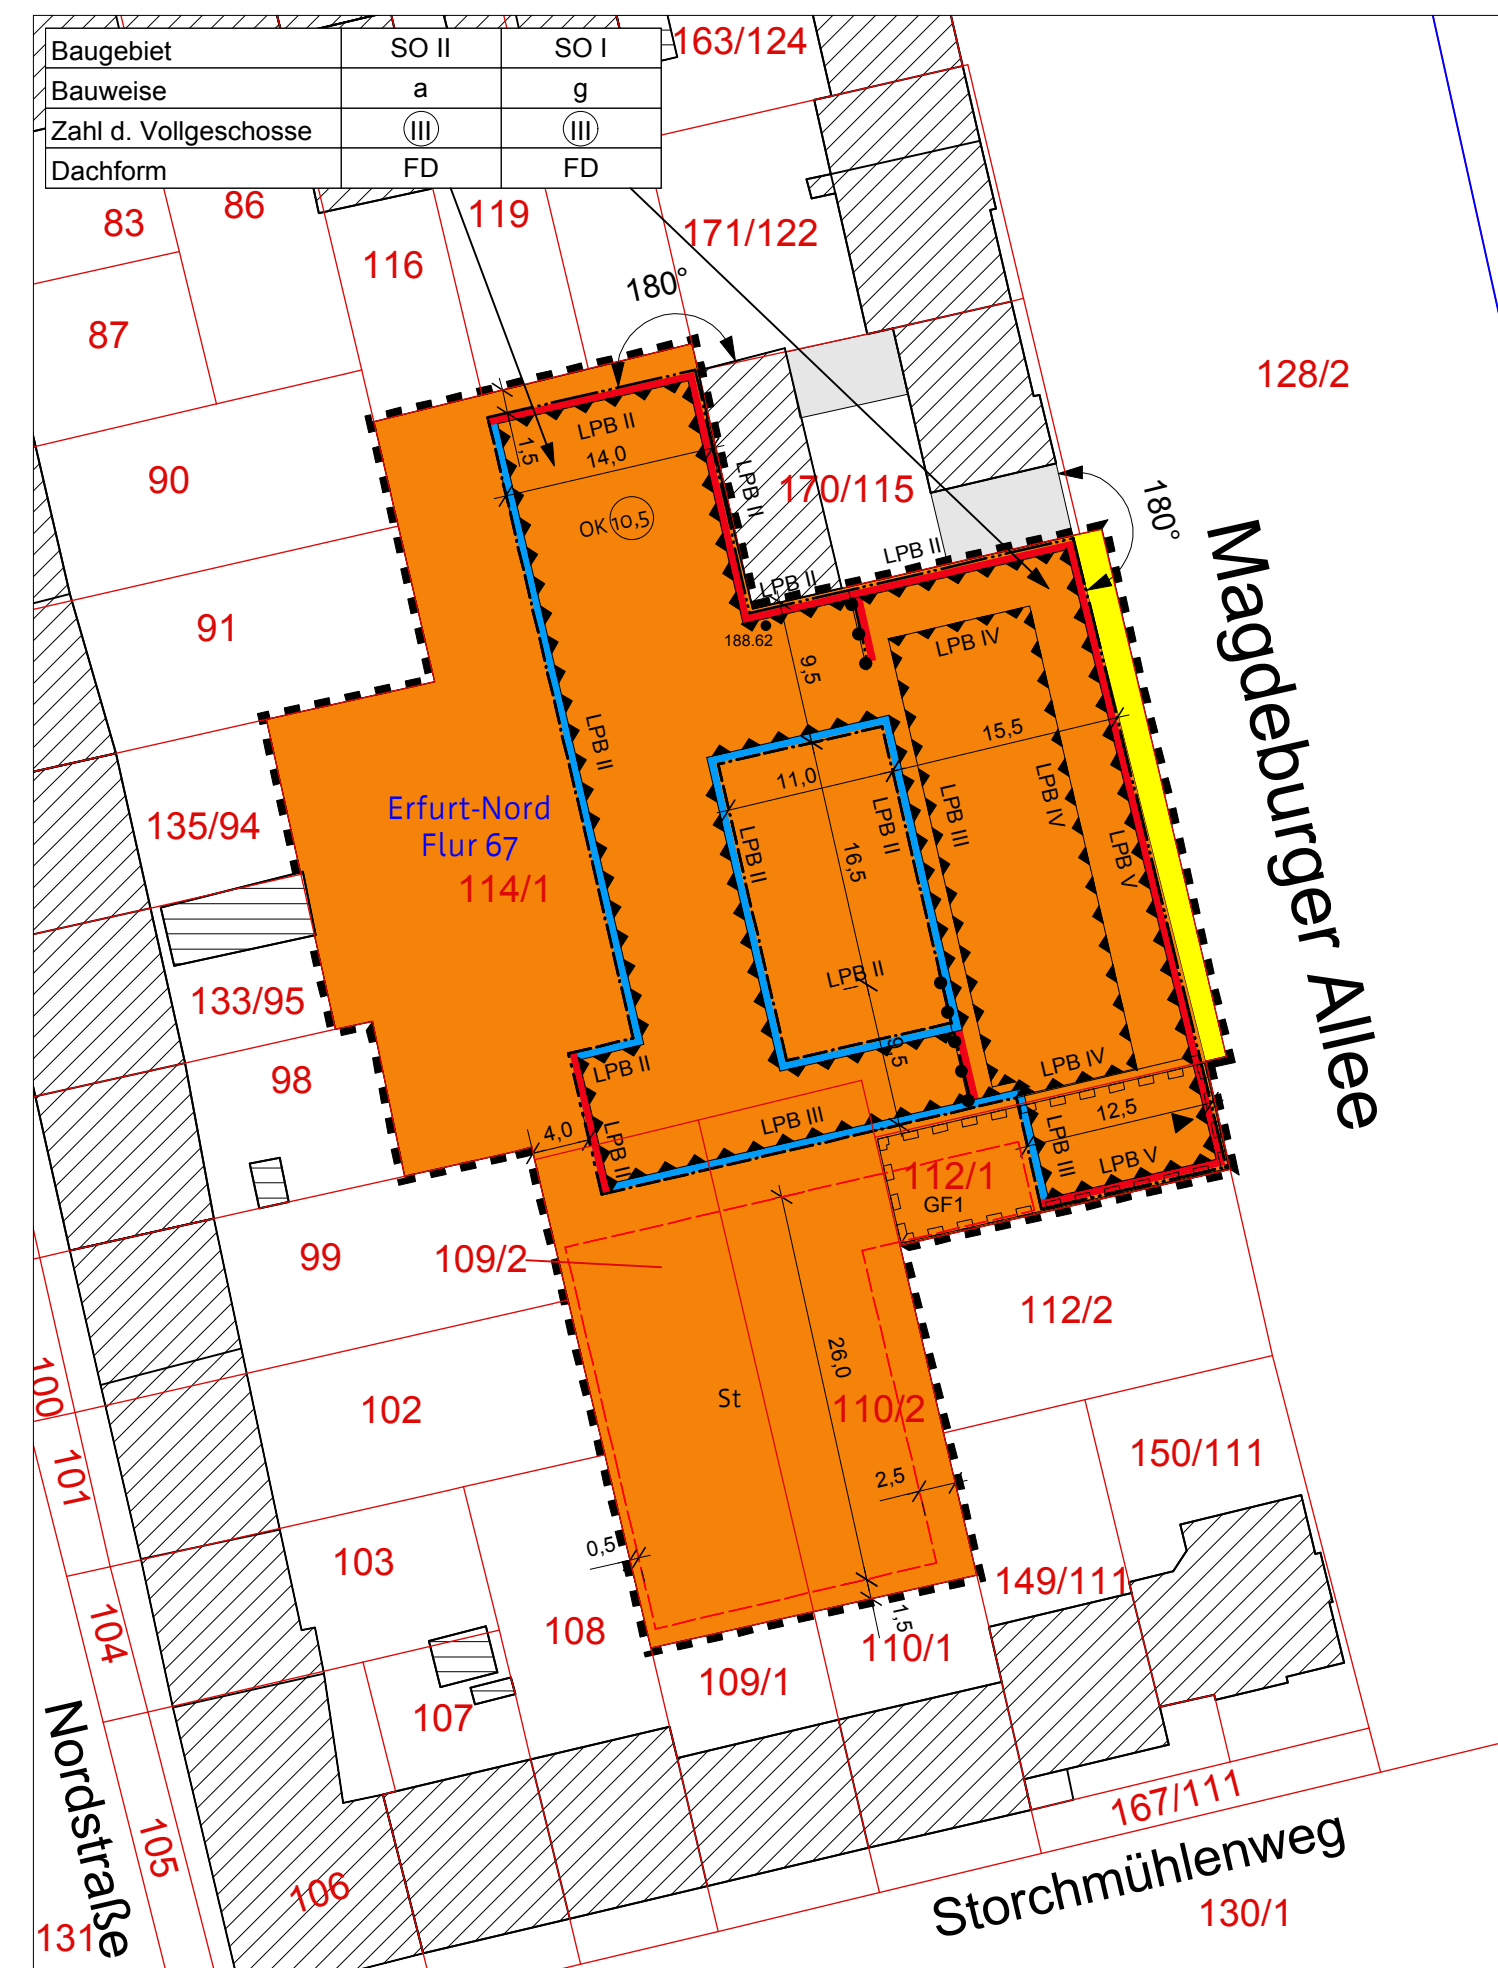 Baugebiet SO II SO I
Bauweise a g
Zahl d. Vollgeschosse III III
Dachform FD FD
163/124
83
86
119
171/122
116
180°
87
128/2
LPB II
1,5
14,0
90
LPB II
170/115
180°
OK 10,5
LPB II
LPB II
91
188.62
LPB IV
9,5
Magdeburger Allee
LPB II
15,5
11,0
Erfurt-Nord
Flur 67
135/94
LPB II
LPB III
LPB IV
LPB II
16,5
LPB V
114/1
LPB II
133/95
9,5
98
LPB II
LPB IV
4,0
LPB III
12,5
LPB II
LPB III
LPB V
112/1
GF1
99
109/2
112/2
26,0
100
St
102
110/2
150/111
101
2,5
0,5
103
149/111
1,5
104
108
110/1
109/1
107
Nordstraße
105
167/111
Storchmühlenweg
106
130/1
131